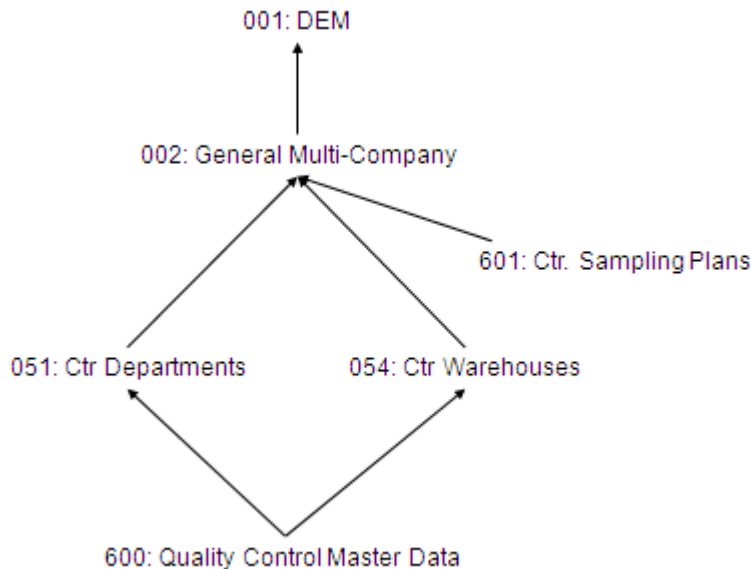 001: DEM
002: General Multi-Company
601: Ctr. Sampling Plans
051: Ctr Departments
054: Ctr Warehouses
600: Quality Control Master Data